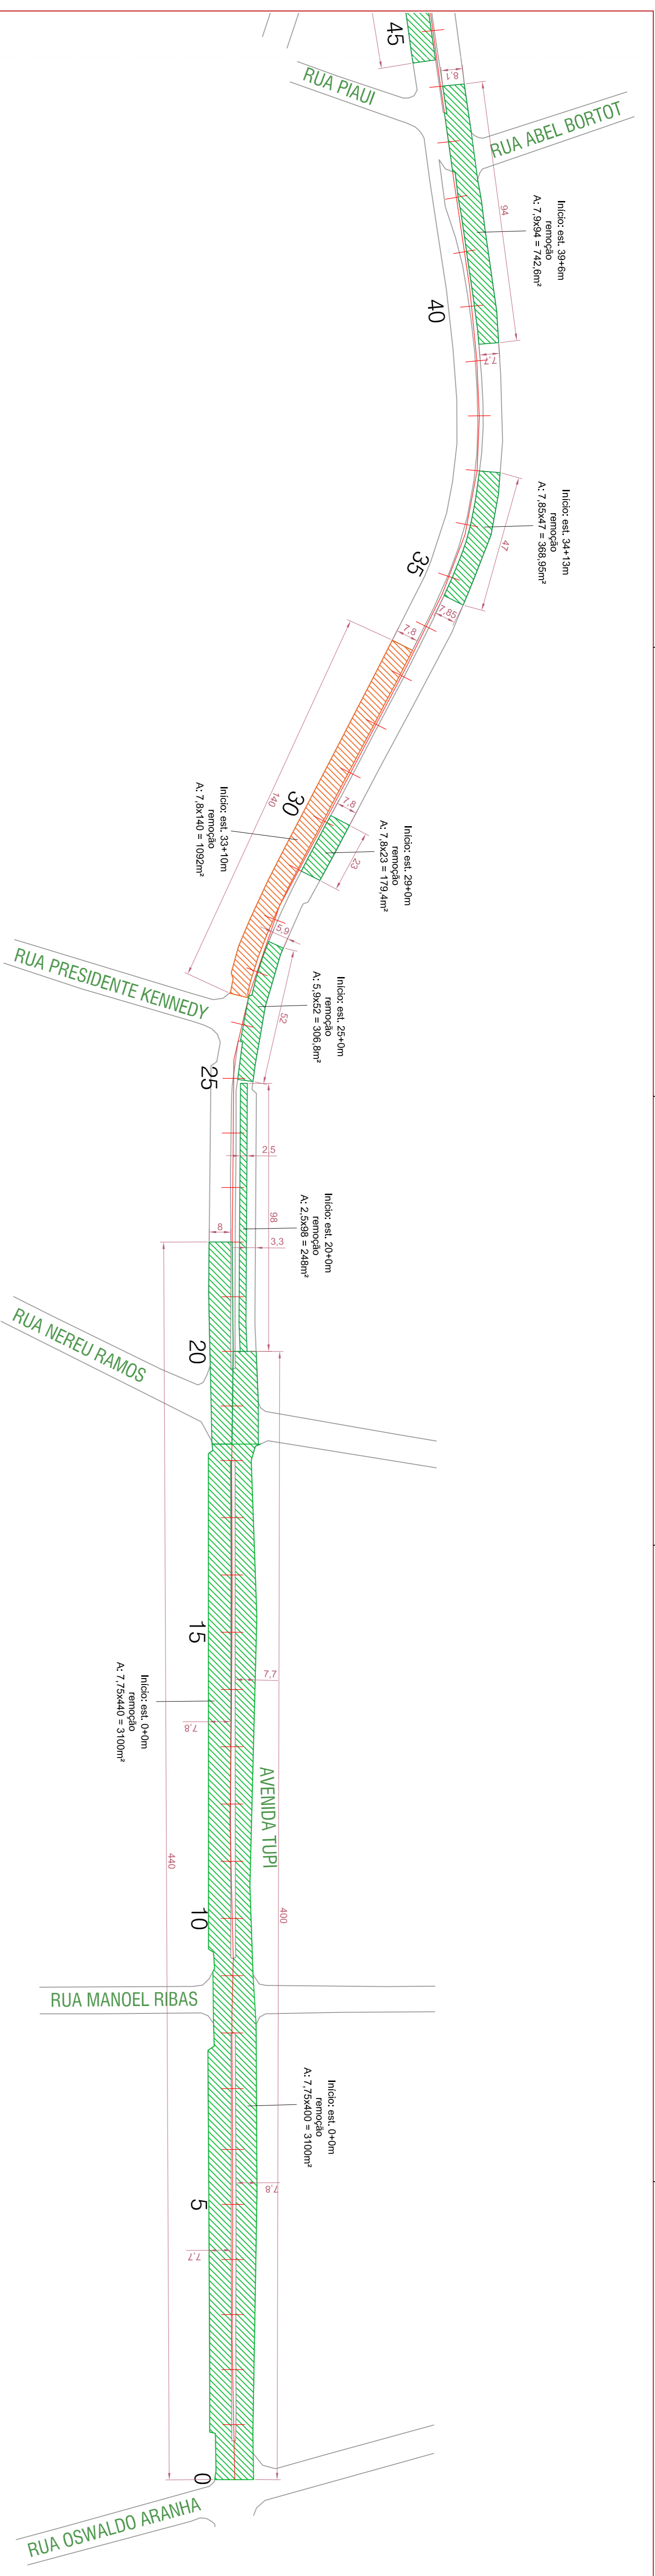 45
RUA PIAUI
8,1
RUA ABEL BORTOT
94
Início: est. 39+6m
remoção
A: 7,9x94 = 742,6m²
40
7,7
Início: est. 34+13m
remoção
A: 7,85x47 = 368,95m²
47
35
7,85
7,8
140
30
7,8
23
Início: est. 29+0m
remoção
A: 7,8x23 = 179,4m²
Início: est. 33+10m
remoção
A: 7,8x140 = 1092m²
5,9
RUA PRESIDENTE KENNEDY
52
Início: est. 25+0m
remoção
A: 5,9x52 = 306,8m²
25
2,5
98
8
3,3
Início: est. 20+0m
remoção
A: 2,5x98 = 248m²
RUA NEREU RAMOS
20
15
7,7
Início: est. 0+0m
remoção
A: 7,75x440 = 3100m²
7,8
AVENIDA TUPI
440
400
10
RUA MANOEL RIBAS
Início: est. 0+0m
remoção
A: 7,75x400 = 3100m²
7,8
5
7,7
0
RUA OSWALDO ARANHA